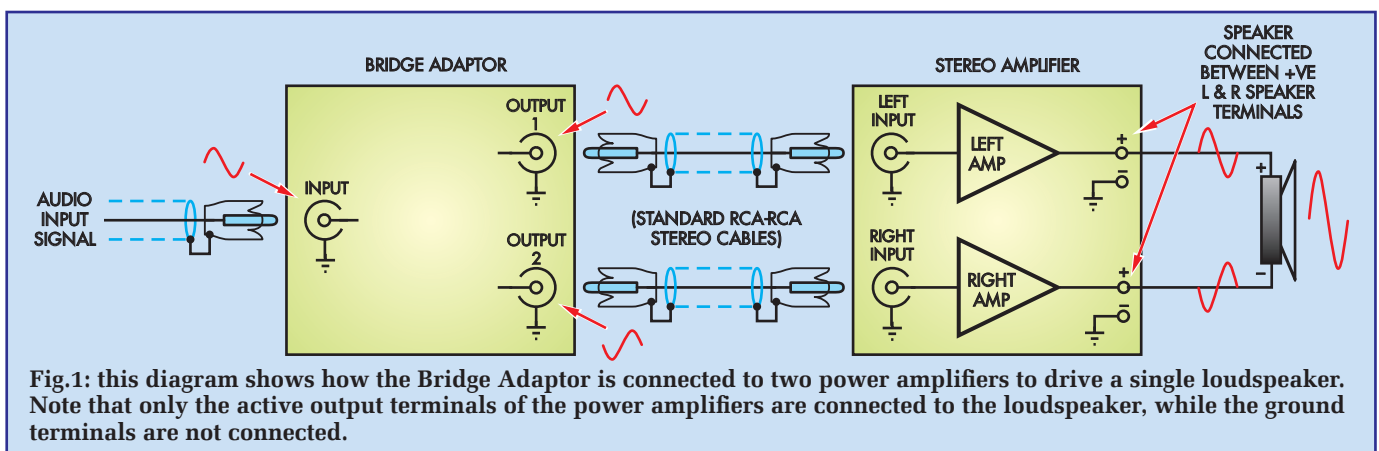 BRIDGE ADAPTOR
AUDIO
INPUT
SIGNAL
INPUT
OUTPUT
1
OUTPUT
2
(STANDARD RCA-RCA
STEREO CABLES)
STEREO AMPLIFIER
LEFT
INPUT
LEFT
AMP
+
–
RIGHT
INPUT
RIGHT
AMP
+
–
SPEAKER
CONNECTED
BETWEEN +VE
L & R SPEAKER
TERMINALS
+
–
Fig.1: this diagram shows how the Bridge Adaptor is connected to two power amplifiers to drive a single loudspeaker.
Note that only the active output terminals of the power amplifiers are connected to the loudspeaker, while the ground
terminals are not connected.